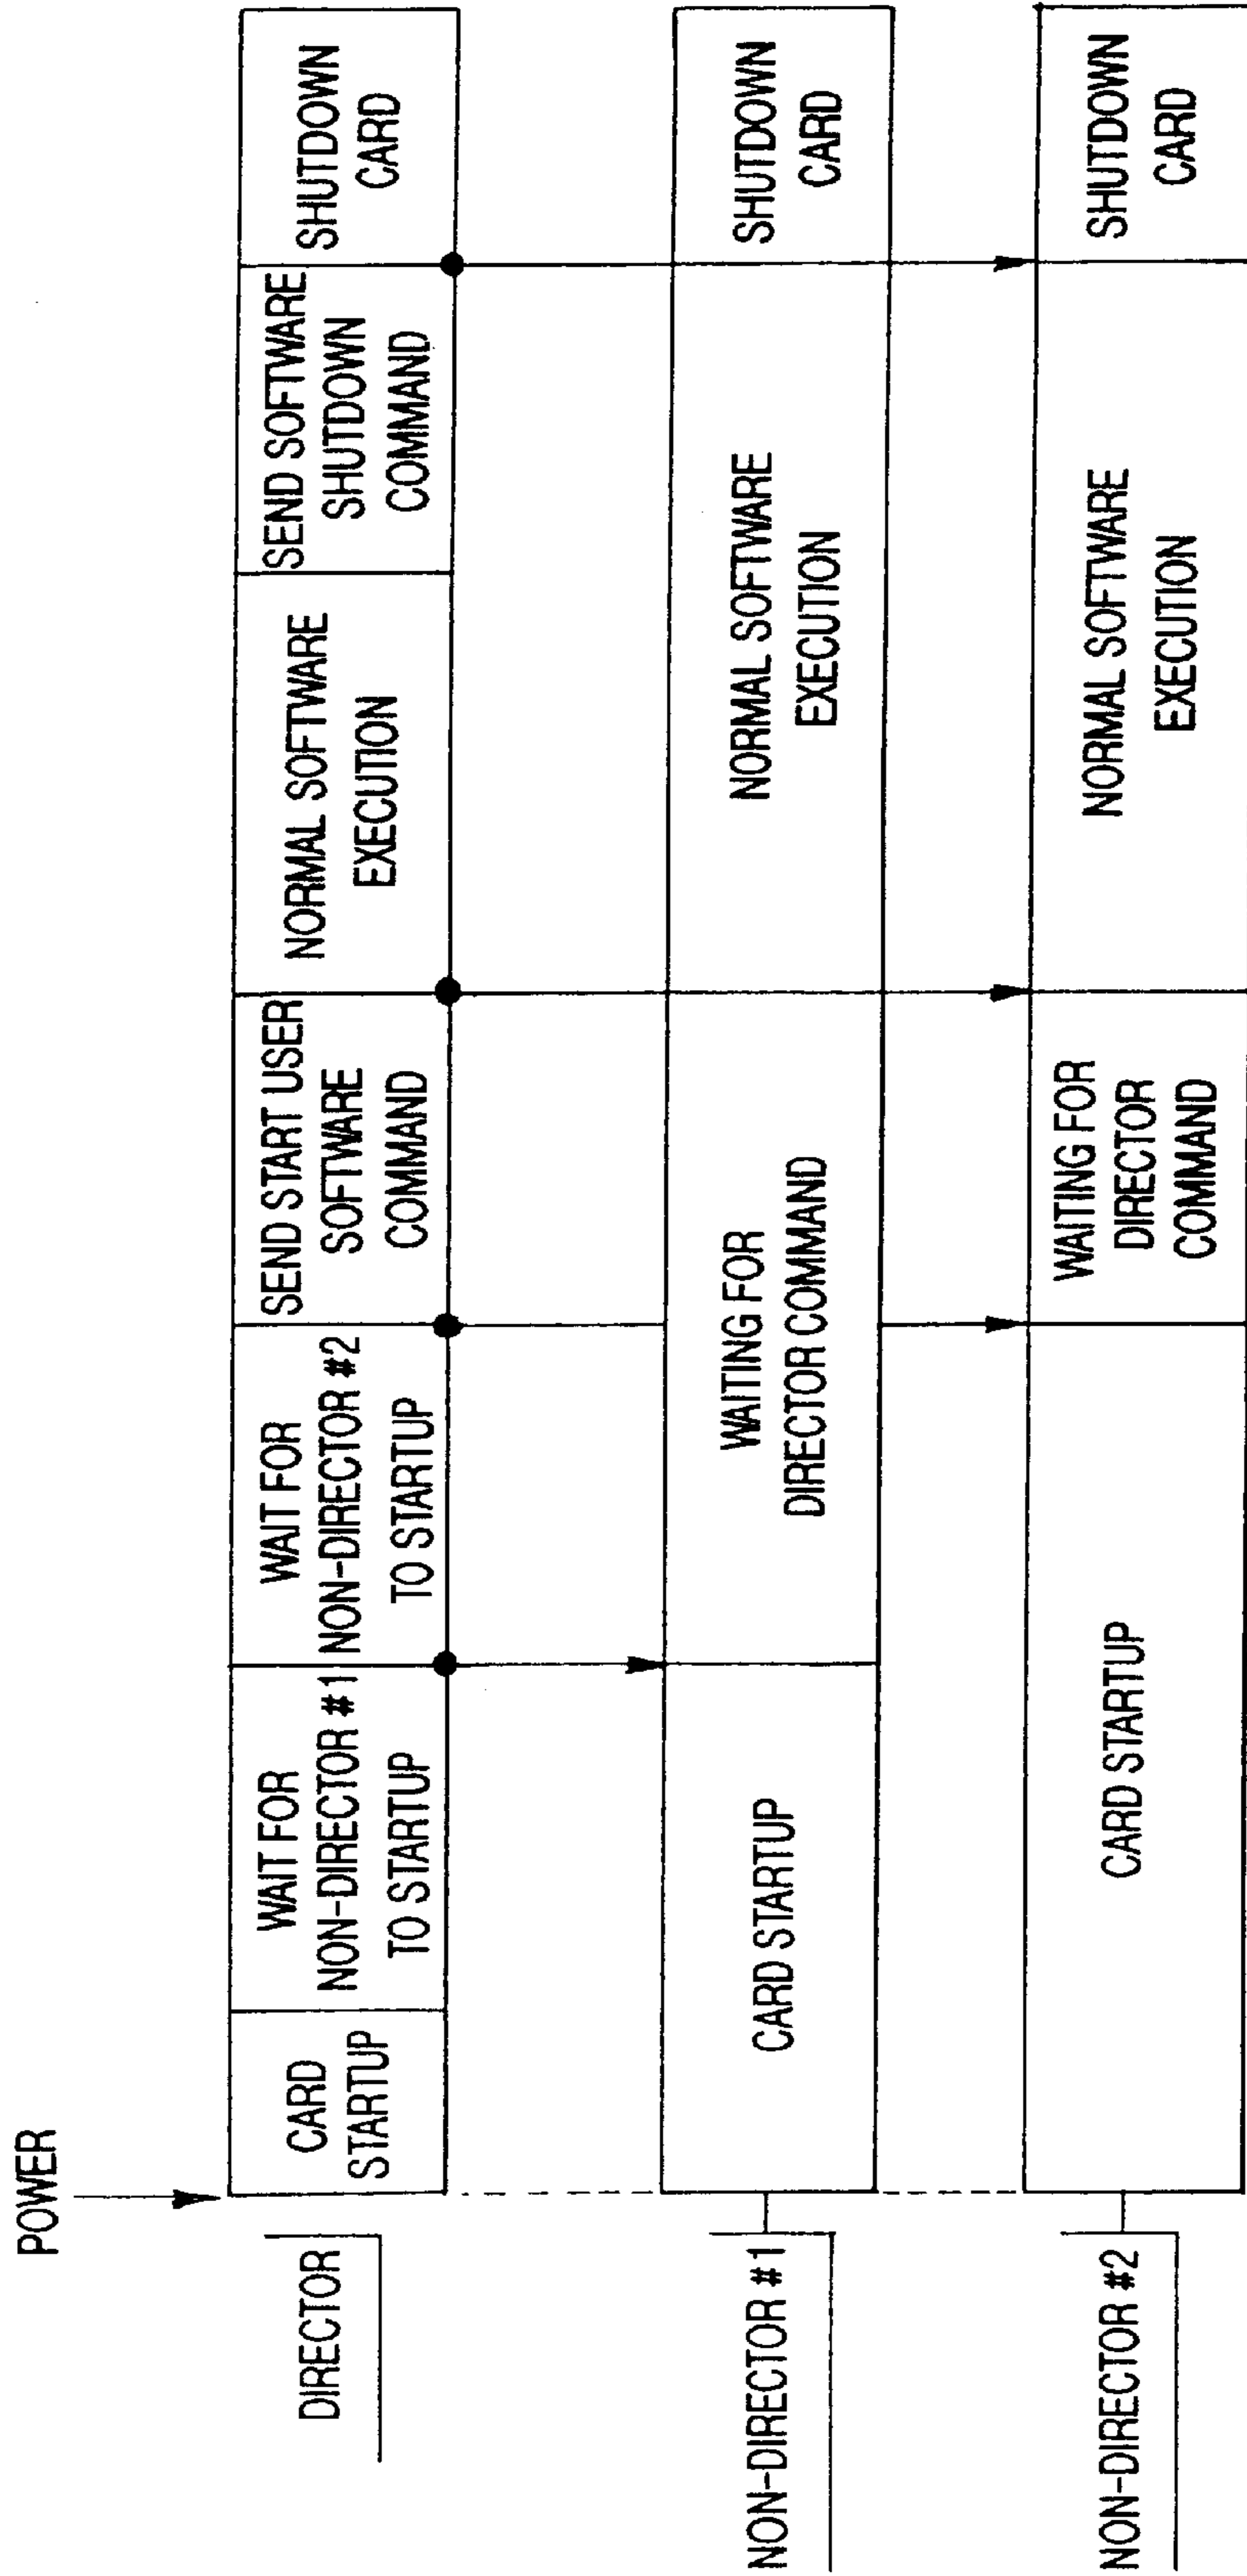 POWER
DIRECTOR
CARD
STARTUP
WAIT FOR
NON-DIRECTOR #1
TO STARTUP
WAIT FOR
NON-DIRECTOR #2
TO STARTUP
SEND START USER
SOFTWARE
COMMAND
NORMAL SOFTWARE
EXECUTION
SEND SOFTWARE
SHUTDOWN
COMMAND
SHUTDOWN
CARD
NON-DIRECTOR #1
CARD STARTUP
WAITING FOR
DIRECTOR COMMAND
NORMAL SOFTWARE
EXECUTION
SHUTDOWN
CARD
NON-DIRECTOR #2
CARD STARTUP
WAITING FOR
DIRECTOR
COMMAND
NORMAL SOFTWARE
EXECUTION
SHUTDOWN
CARD